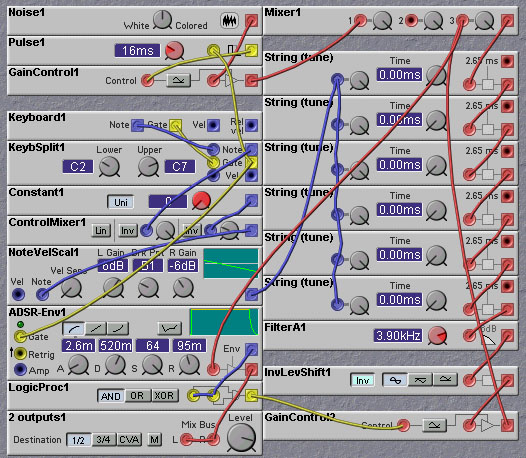 Noise1
White Colored
Pulse1
16ms
GainControl1
Control
Keyboard1
Note Gate Vel Rel vel
KeybSplit1
Lower Upper
C2 C7
Note
Gate
Vel
Constant1
Uni
ControlMixer1
Lin Inv Inv
NoteVelScal1
L Gain Brk Pnt R Gain
Vel Sens 0dB -6dB
Vel Note
ADSR-Env1
Gate
2.6m 520m 64 95m
Retrig
Env
Amp A D S R
LogicProc1
AND OR XOR
2 outputs1
Mix Bus Level
Destination 1/2 3/4 CVA M L R
Mixer1
1 2 3
String (tune)
Time
0.00ms
2.65 ms
String (tune)
Time
0.00ms
2.65 ms
String (tune)
Time
0.00ms
2.65 ms
String (tune)
Time
0.00ms
2.65 ms
String (tune)
Time
0.00ms
2.65 ms
String (tune)
Time
0.00ms
2.65 ms
FilterA1
3.90kHz
6dB
InvLevShift1
Inv
GainControl2
Control